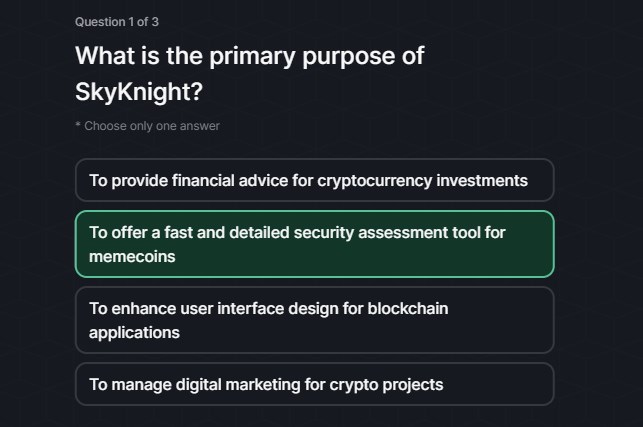 Question 1 of 3
What is the primary purpose of
SkyKnight?
* Choose only one answer
To provide financial advice for cryptocurrency investments
To offer a fast and detailed security assessment tool for
memecoins
To enhance user interface design for blockchain
applications
To manage digital marketing for crypto projects